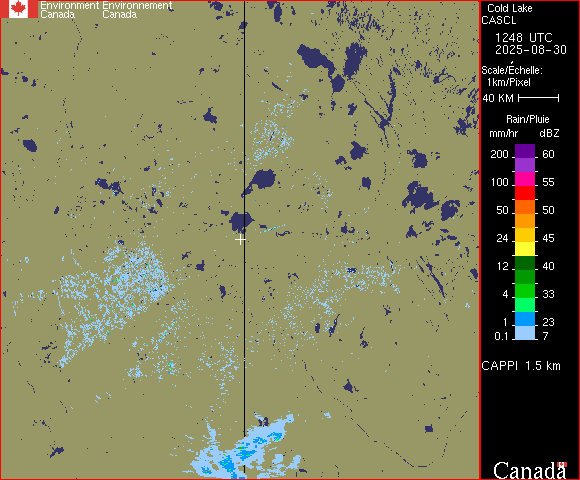 Environment Environnement
Canada Canada
Cold Lake
CASCL
1248 UTC
2025-08-30
Scale/Échelle:
1km/Pixel
40 KM
Rain/Pluie
mm/hr dBZ
200 60
100 55
50 50
24 45
12 40
4 33
1 23
0.1 7
CAPPI 1.5 km
Canada